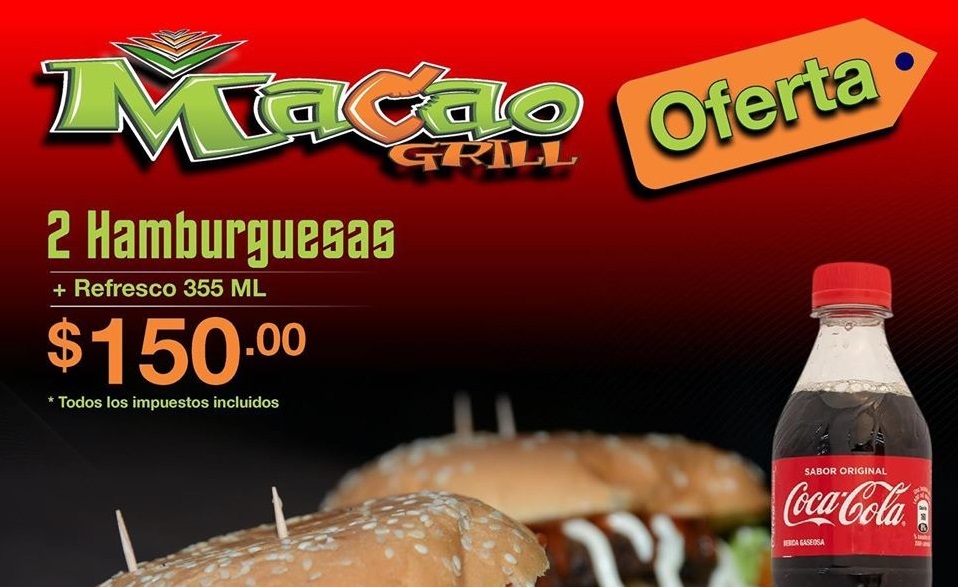 Macao
GRILL
Oferta
2 Hamburguesas
+ Refresco 355 ML
$150.00
* Todos los impuestos incluidos
SABOR ORIGINAL
Coca-Cola
BEBIDA GASEOSA